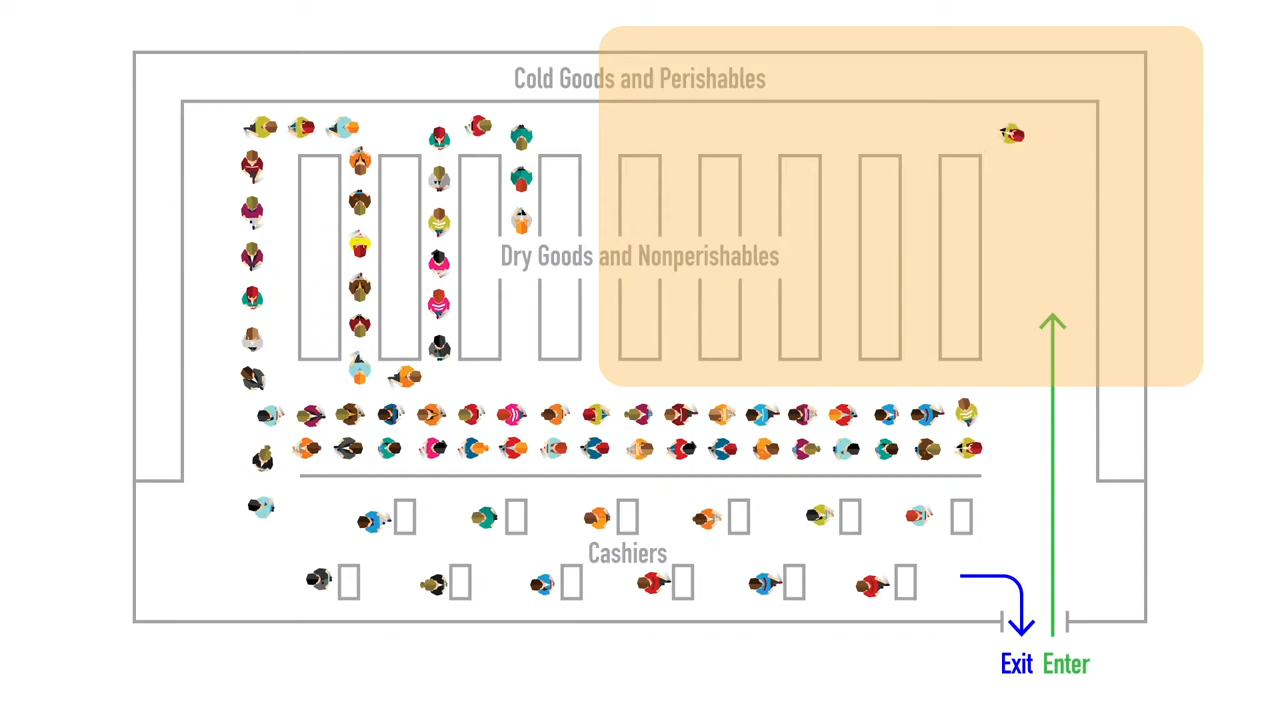 Cold Goods and Perishables
Dry Goods and Nonperishables
Cashiers
Exit Enter